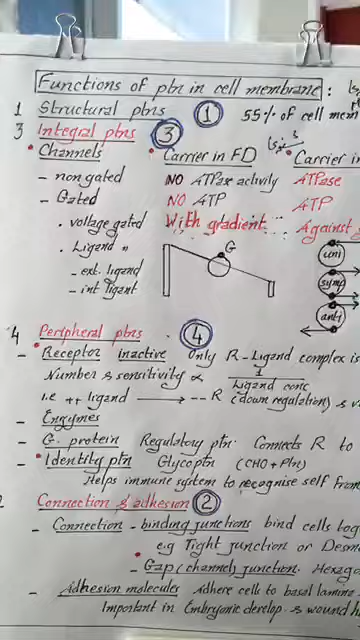 Functions of ptn in cell membrane :
1 Structural ptns ① 55% of cell mem
3 Integral ptns ③
• Channels • Carrier in FD • Carrier in
- non gated NO ATPase activity ATPase
- Gated NO ATP ATP
. voltage gated With gradient Against g
. Ligand "
- ext. ligand
- int ligant
G
uni
symp
anti
4 Peripheral ptns ④
- Receptor inactive Only R-Ligand complex is
Number & sensitivity ∝ 1 / Ligand conc
i.e ++ ligand → -- R (down regulation) &
- Enzymes
- G. protein Regulatory ptn. Connects R to
- • Identity ptn Glycoptn (CHO + Ptn)
Helps immune system to recognise self from
Connection & adhesion ②
- Connection - binding junctions bind cells tog
e.g Tight junction or Desm
- Gap (channel) junction. Hexago
- Adhesion molecules Adhere cells to basal lamina
Important in Embryonic develop. & wound h